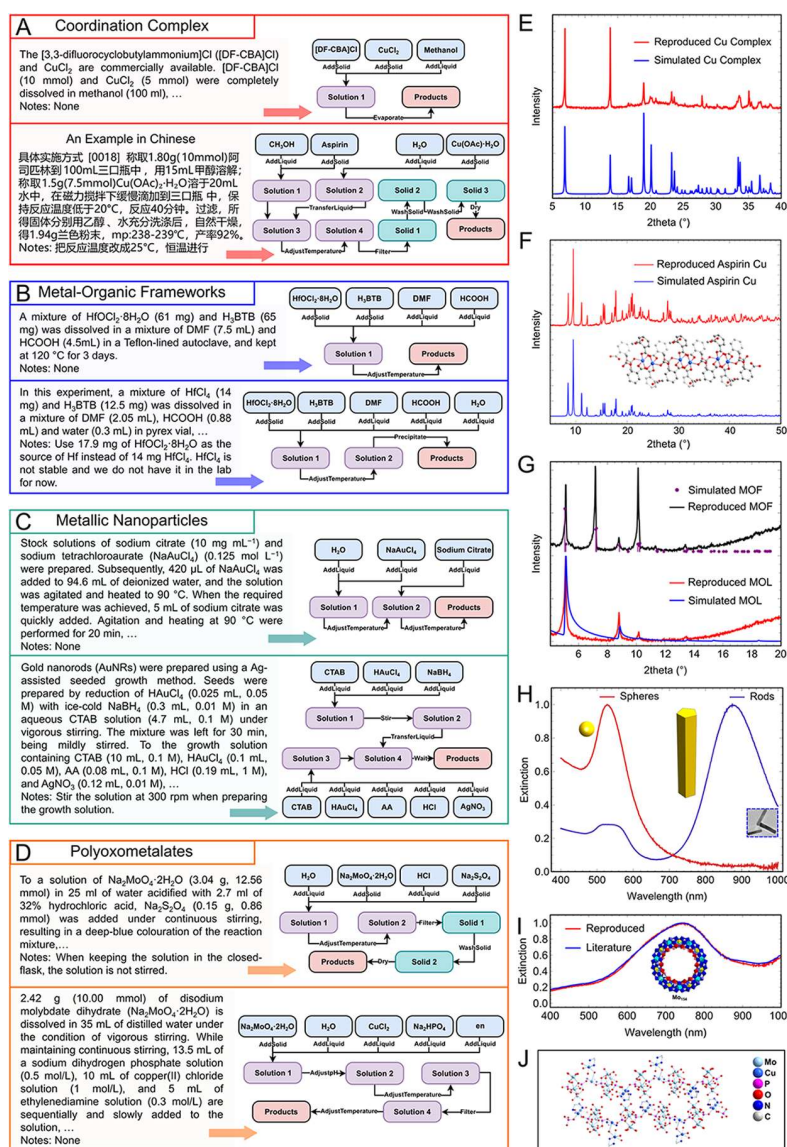 A Coordination Complex
The [3,3-difluorocyclobutylammonium]Cl ([DF-CBA]Cl)
and CuCl₂ are commercially available. [DF-CBA]Cl
(10 mmol) and CuCl₂ (5 mmol) were completely
dissolved in methanol (100 ml), ...
Notes: None
[DF-CBA]Cl CuCl₂ Methanol
AddSolid AddSolid AddLiquid
Solution 1 Products
Evaporate
An Example in Chinese
具体实施方式 [0018] 称取1.80g(10mmol)阿
司匹林到100mL三口瓶中，用15mL甲醇溶解；
称取1.5g(7.5mmol)Cu(OAc)₂·H₂O溶于20mL
水中，在磁力搅拌下缓慢滴加到三口瓶 中，保
持反应温度低于20°C，反应40分钟。过滤，所
得固体分别用乙醇、水充分洗涤后，自然干燥，
得1.94g兰色粉末，mp:238-239°C，产率92%。
Notes: 把反应温度改成25°C，恒温进行
CH₃OH Aspirin H₂O Cu(OAc)·H₂O
AddLiquid AddSolid AddLiquid AddSolid
Solution 1 Solution 2 Solid 2 Solid 3
TransferLiquid WashSolid WashSolid Dry
Solution 3 Solution 4 Solid 1 Products
AdjustTemperature Filter
B Metal-Organic Frameworks
A mixture of HfOCl₂·8H₂O (61 mg) and H₃BTB (65
mg) was dissolved in a mixture of DMF (7.5 mL) and
HCOOH (4.5mL) in a Teflon-lined autoclave, and kept
at 120 °C for 3 days.
Notes: None
HfOCl₂·8H₂O H₃BTB DMF HCOOH
AddSolid AddSolid AddLiquid AddLiquid
Solution 1 Products
AdjustTemperature
In this experiment, a mixture of HfCl₄ (14
mg) and H₃BTB (12.5 mg) was dissolved in
a mixture of DMF (2.05 mL), HCOOH (0.88
mL) and water (0.3 mL) in pyrex vial, ...
Notes: Use 17.9 mg of HfOCl₂·8H₂O as the
source of Hf instead of 14 mg HfCl₄. HfCl₄ is
not stable and we do not have it in the lab
for now.
HfOCl₂·8H₂O H₃BTB DMF HCOOH H₂O
AddSolid AddSolid AddLiquid AddLiquid AddLiquid
Precipitate
Solution 1 Solution 2 Products
AdjustTemperature
C Metallic Nanoparticles
Stock solutions of sodium citrate (10 mg mL⁻¹) and
sodium tetrachloroaurate (NaAuCl₄) (0.125 mol L⁻¹)
were prepared. Subsequently, 420 µL of NaAuCl₄ was
added to 94.6 mL of deionized water, and the solution
was agitated and heated to 90 °C. When the required
temperature was achieved, 5 mL of sodium citrate was
quickly added. Agitation and heating at 90 °C were
performed for 20 min, ...
Notes: None
H₂O NaAuCl₄ Sodium Citrate
AddLiquid AddLiquid AddLiquid
Solution 1 Solution 2 Products
AdjustTemperature AdjustTemperature
Gold nanorods (AuNRs) were prepared using a Ag-
assisted seeded growth method. Seeds were
prepared by reduction of HAuCl₄ (0.025 mL, 0.05
M) with ice-cold NaBH₄ (0.3 mL, 0.01 M) in an
aqueous CTAB solution (4.7 mL, 0.1 M) under
vigorous stirring. The mixture was left for 30 min,
being mildly stirred. To the growth solution
containing CTAB (10 mL, 0.1 M), HAuCl₄ (0.1 mL,
0.05 M), AA (0.08 mL, 0.1 M), HCl (0.19 mL, 1 M),
and AgNO₃ (0.12 mL, 0.01 M), ...
Notes: Stir the solution at 300 rpm when preparing
the growth solution.
CTAB HAuCl₄ NaBH₄
AddLiquid AddLiquid AddLiquid
Solution 1 Stir Solution 2
TransferLiquid
Solution 3 Solution 4 Wait Products
AddLiquid AddLiquid AddLiquid AddLiquid AddLiquid
CTAB HAuCl₄ AA HCl AgNO₃
D Polyoxometalates
To a solution of Na₂MoO₄·2H₂O (3.04 g, 12.56
mmol) in 25 ml of water acidified with 2.7 ml of
32% hydrochloric acid, Na₂S₂O₄ (0.15 g, 0.86
mmol) was added under continuous stirring,
resulting in a deep-blue colouration of the reaction
mixture,...
Notes: When keeping the solution in the closed-
flask, the solution is not stirred.
H₂O Na₂MoO₄·2H₂O HCl Na₂S₂O₄
AddLiquid AddSolid AddLiquid AddSolid
Solution 1 Solution 2 Filter Solid 1
AdjustTemperature WashSolid
Products Dry Solid 2
2.42 g (10.00 mmol) of disodium
molybdate dihydrate (Na₂MoO₄·2H₂O) is
dissolved in 35 mL of distilled water under
the condition of vigorous stirring. While
maintaining continuous stirring, 13.5 mL of
a sodium dihydrogen phosphate solution
(0.5 mol/L), 10 mL of copper(II) chloride
solution (1 mol/L), and 5 mL of
ethylenediamine solution (0.3 mol/L) are
sequentially and slowly added to the
solution, ...
Notes: None
Na₂MoO₄·2H₂O H₂O CuCl₂ Na₂HPO₄ en
AddSolid AddLiquid AddLiquid AddLiquid AddLiquid
Solution 1 AdjustpH Solution 2 Solution 3
AdjustTemperature
Products AdjustTemperature Solution 4 Filter
E
Reproduced Cu Complex
Simulated Cu Complex
Intensity
5 10 15 20 25 30 35 40
2theta (°)
F
Reproduced Aspirin Cu
Simulated Aspirin Cu
Intensity
10 20 30 40 50
2theta (°)
G
Simulated MOF
Reproduced MOF
Reproduced MOL
Simulated MOL
Intensity
4 6 8 10 12 14 16 18 20
2theta (°)
H
Spheres Rods
Extinction
1.0
0.8
0.6
0.4
0.2
0.0
400 500 600 700 800 900 1000
Wavelength (nm)
I
Reproduced
Literature
Extinction
1.0
0.8
0.6
0.4
0.2
0.0
400 500 600 700 800 900 1000
Wavelength (nm)
J
Mo
Cu
P
O
N
C